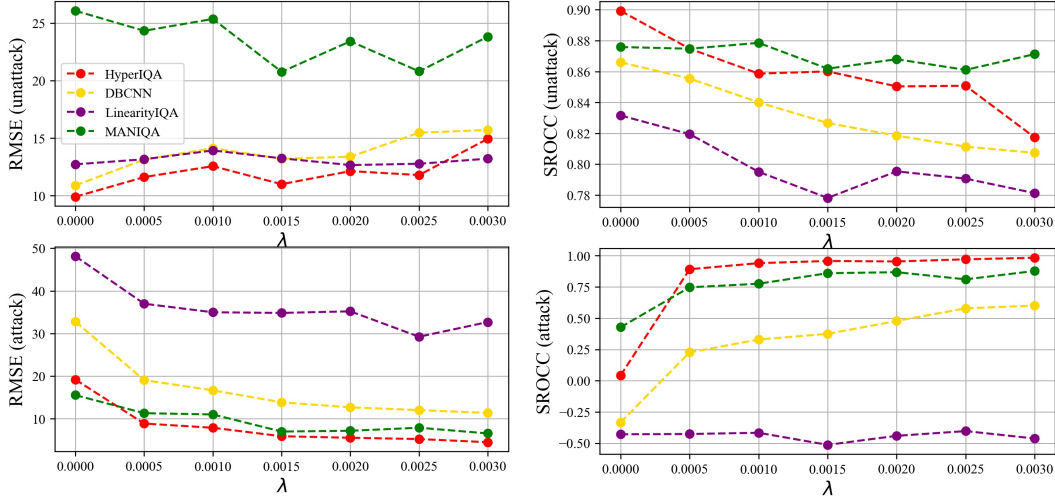 RMSE (unattack)
25
20
15
10
HyperIQA
DBCNN
LinearityIQA
MANIQA
0.0000 0.0005 0.0010 0.0015 0.0020 0.0025 0.0030
λ
SROCC (unattack)
0.90
0.88
0.86
0.84
0.82
0.80
0.78
0.0000 0.0005 0.0010 0.0015 0.0020 0.0025 0.0030
λ
RMSE (attack)
50
40
30
20
10
0.0000 0.0005 0.0010 0.0015 0.0020 0.0025 0.0030
λ
SROCC (attack)
1.00
0.75
0.50
0.25
0.00
−0.25
−0.50
0.0000 0.0005 0.0010 0.0015 0.0020 0.0025 0.0030
λ